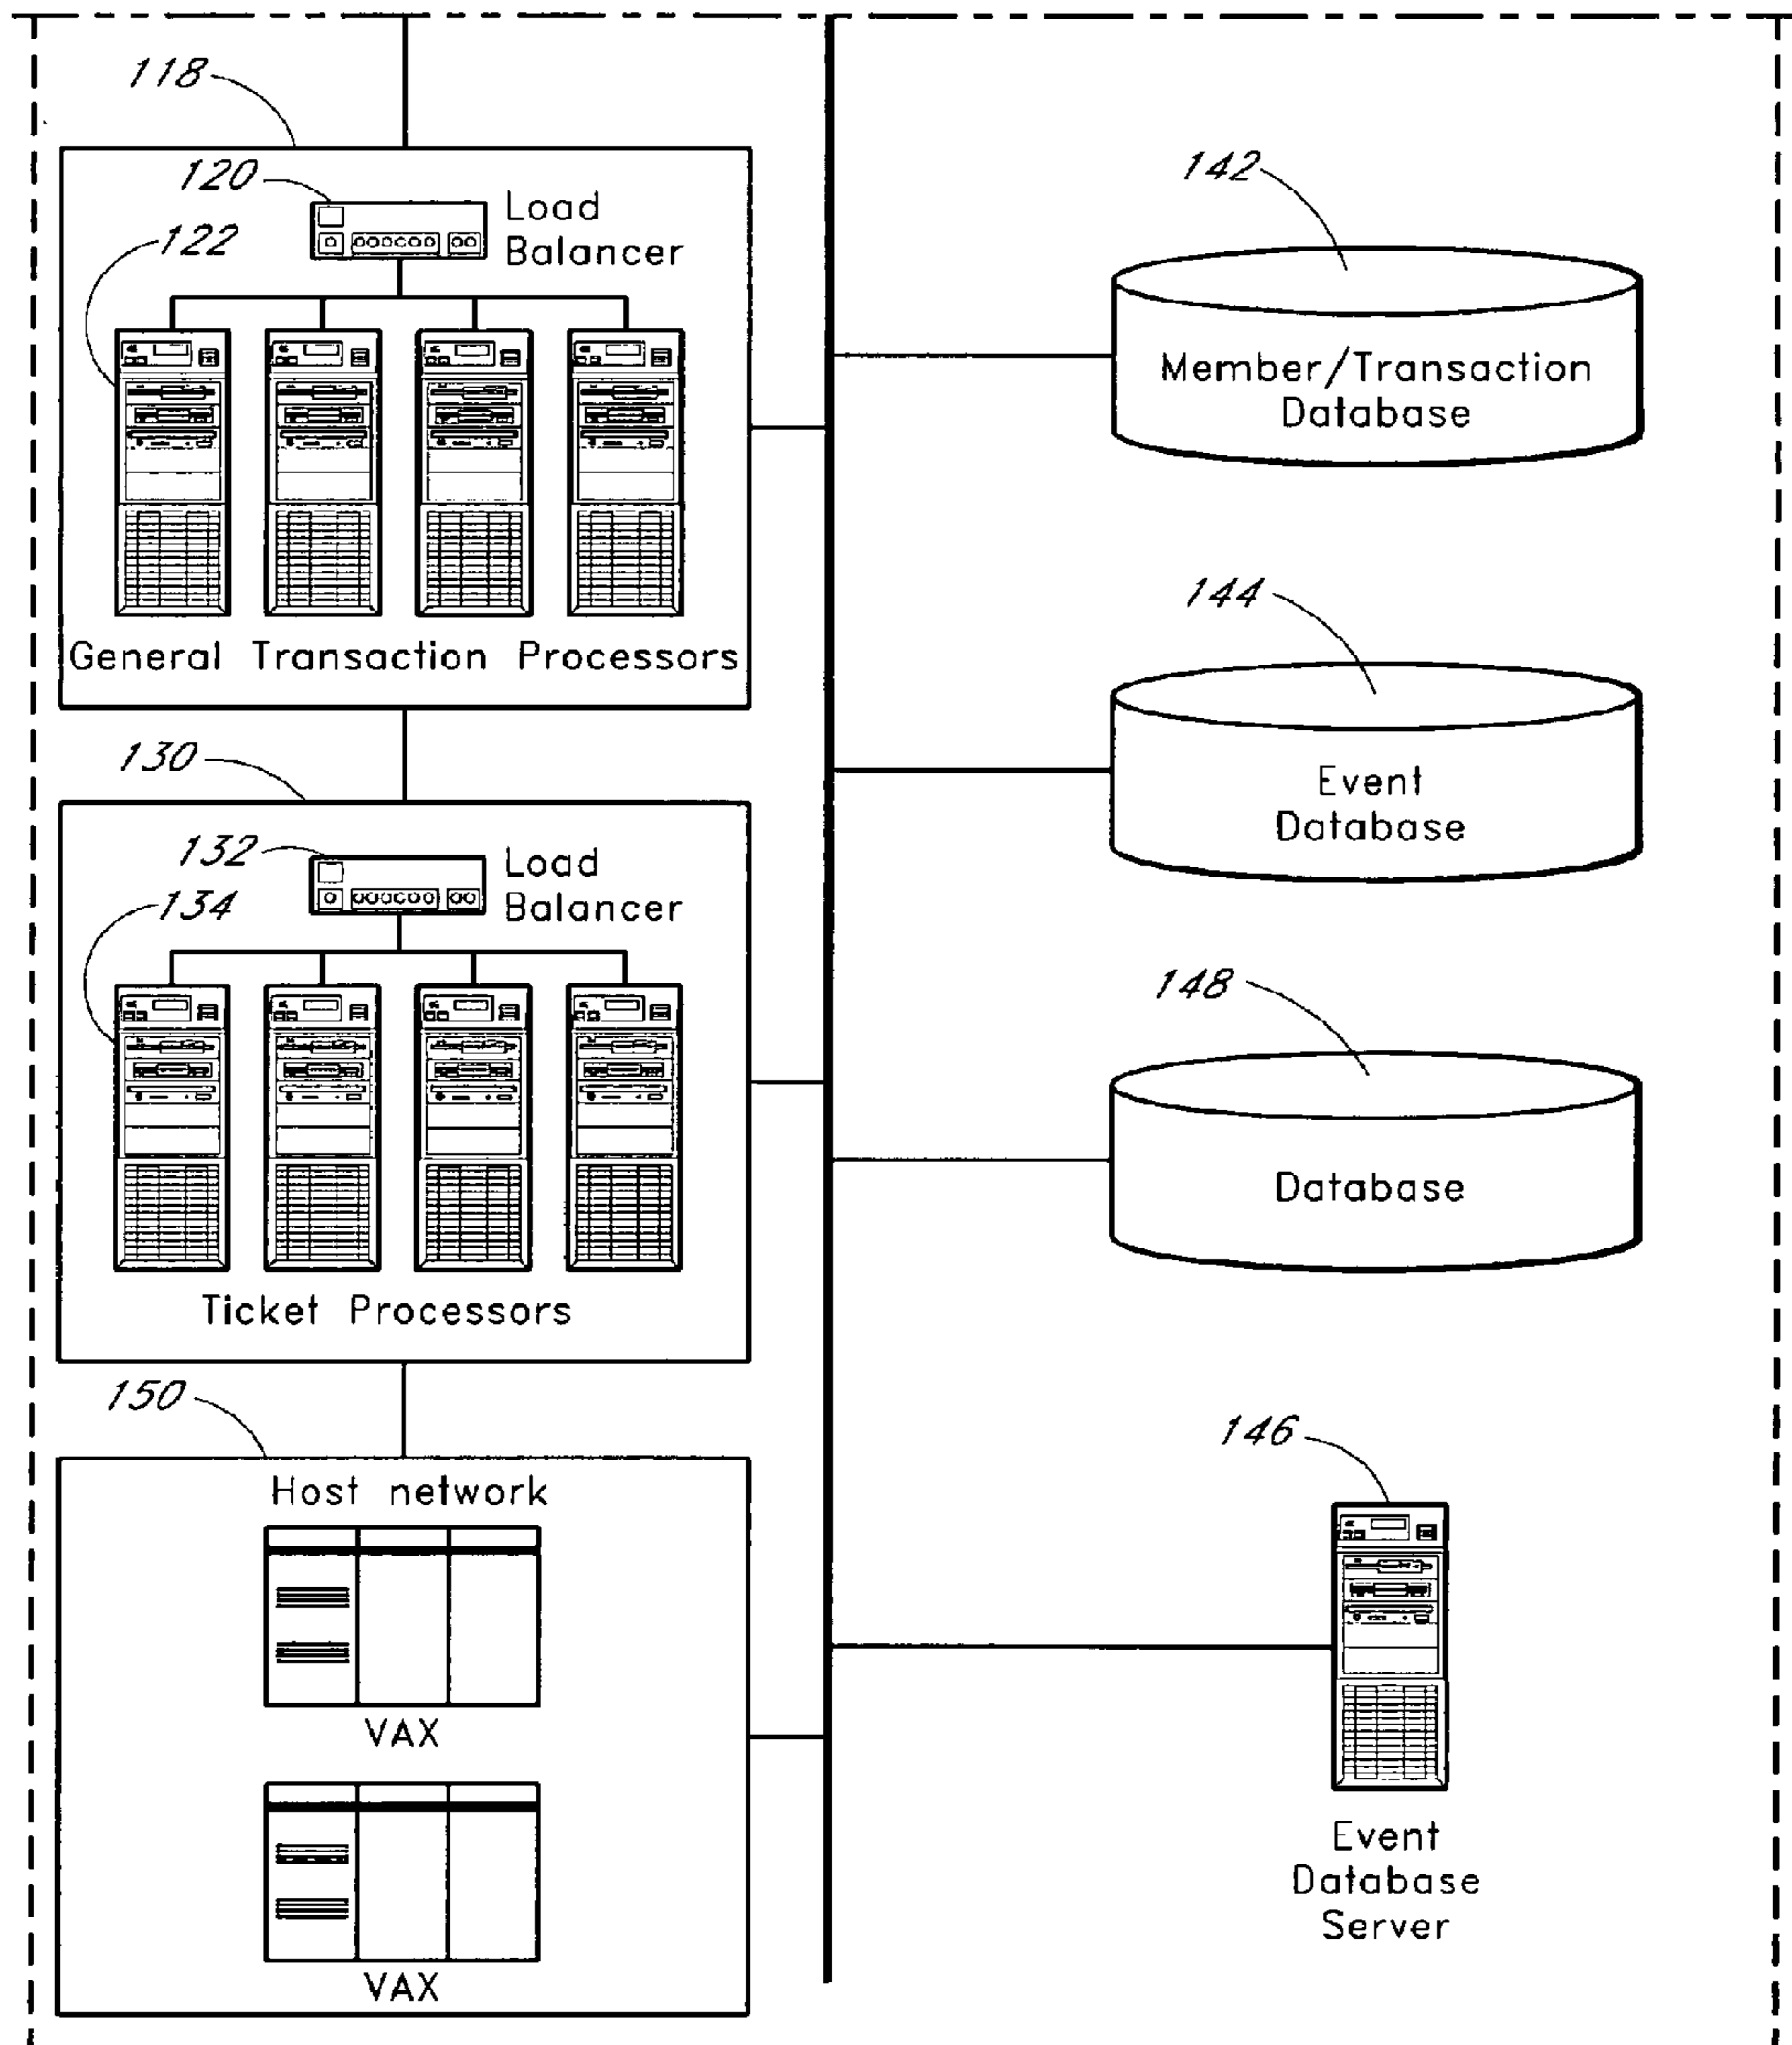 118
120
Load
Balancer
122
General Transaction Processors
130
132
Load
Balancer
134
Ticket Processors
150
Host network
VAX
VAX
142
Member/Transaction
Database
144
Event
Database
148
Database
146
Event
Database
Server